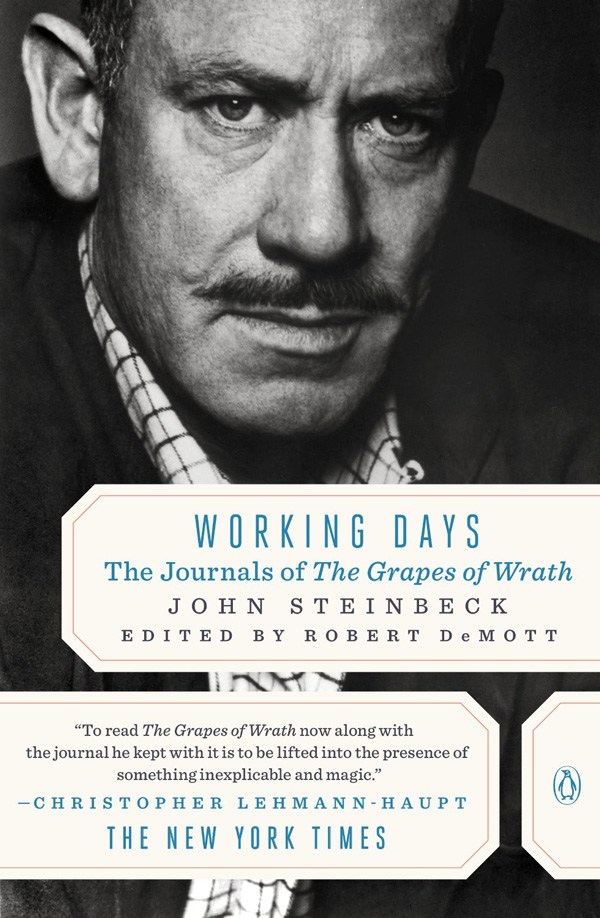 WORKING DAYS
The Journals of The Grapes of Wrath
JOHN STEINBECK
EDITED BY ROBERT DeMOTT
“To read The Grapes of Wrath now along with
the journal he kept with it is to be lifted into the presence of
something inexplicable and magic.”
—CHRISTOPHER LEHMANN-HAUPT
THE NEW YORK TIMES